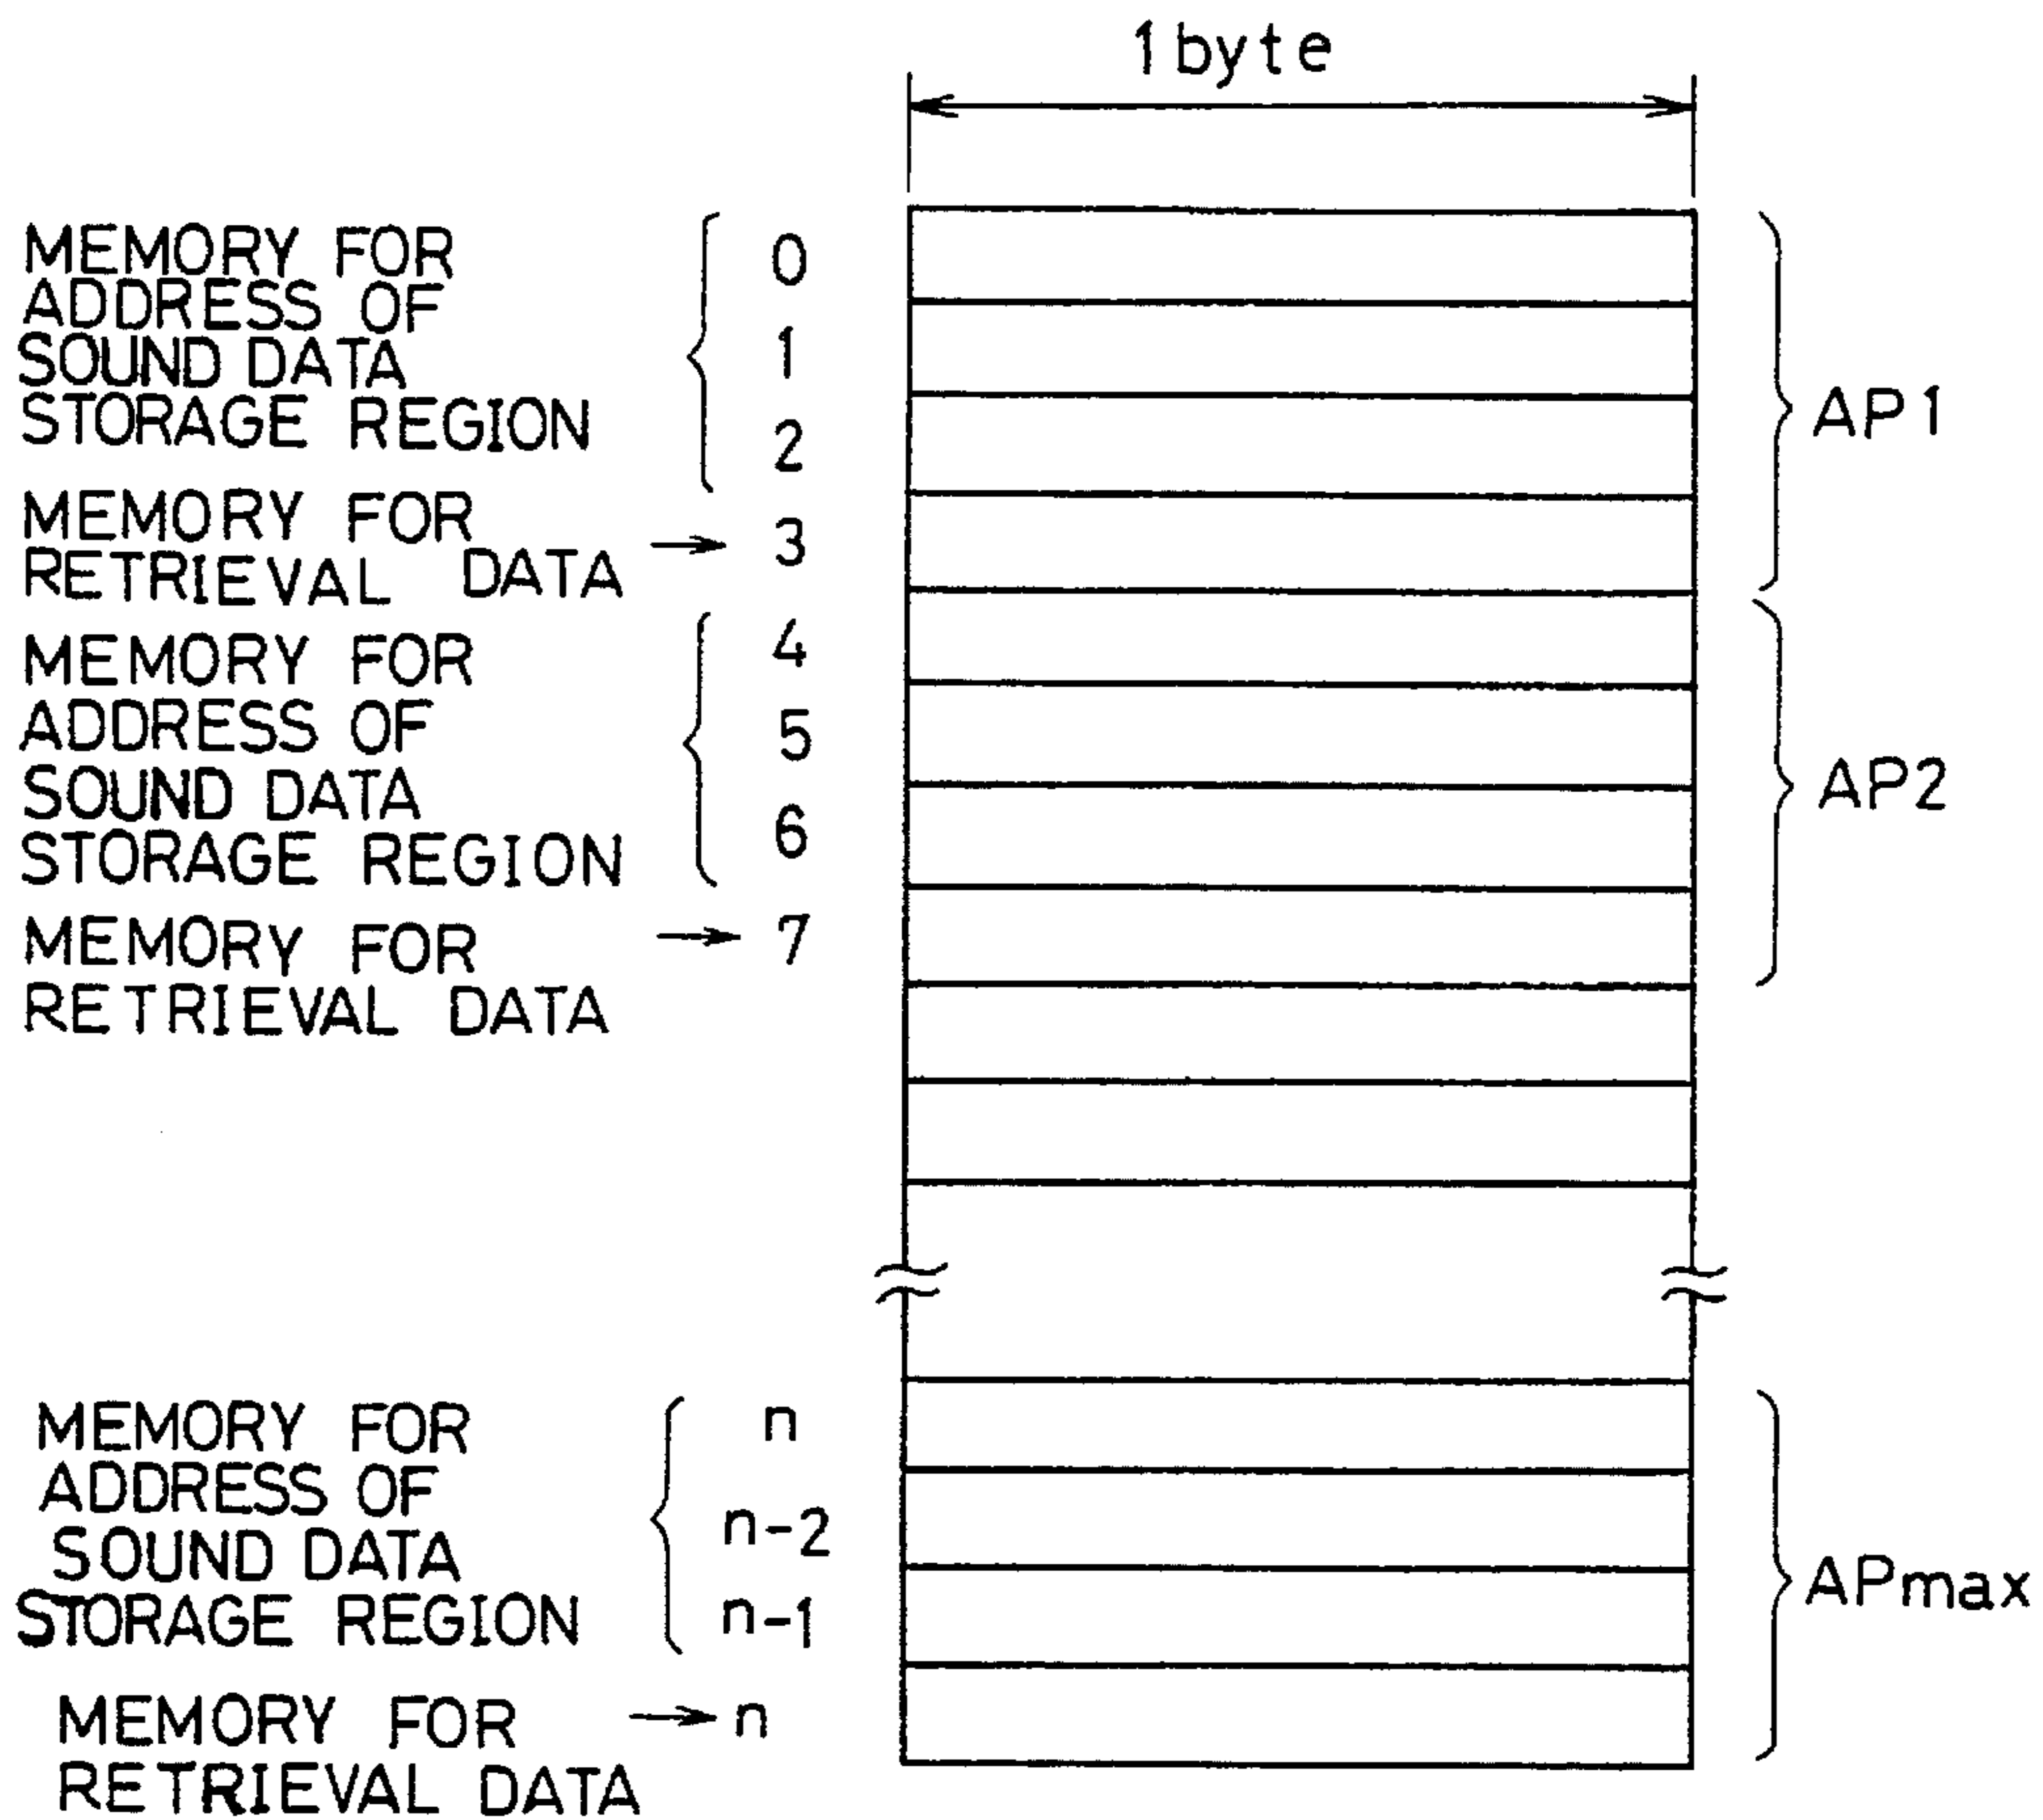 1byte
MEMORY FOR
ADDRESS OF
SOUND DATA
STORAGE REGION
0
1
2
AP1
MEMORY FOR
RETRIEVAL DATA
3
MEMORY FOR
ADDRESS OF
SOUND DATA
STORAGE REGION
4
5
6
AP2
MEMORY FOR
RETRIEVAL DATA
7
MEMORY FOR
ADDRESS OF
SOUND DATA
STORAGE REGION
n
n-2
n-1
APmax
MEMORY FOR
RETRIEVAL DATA
n